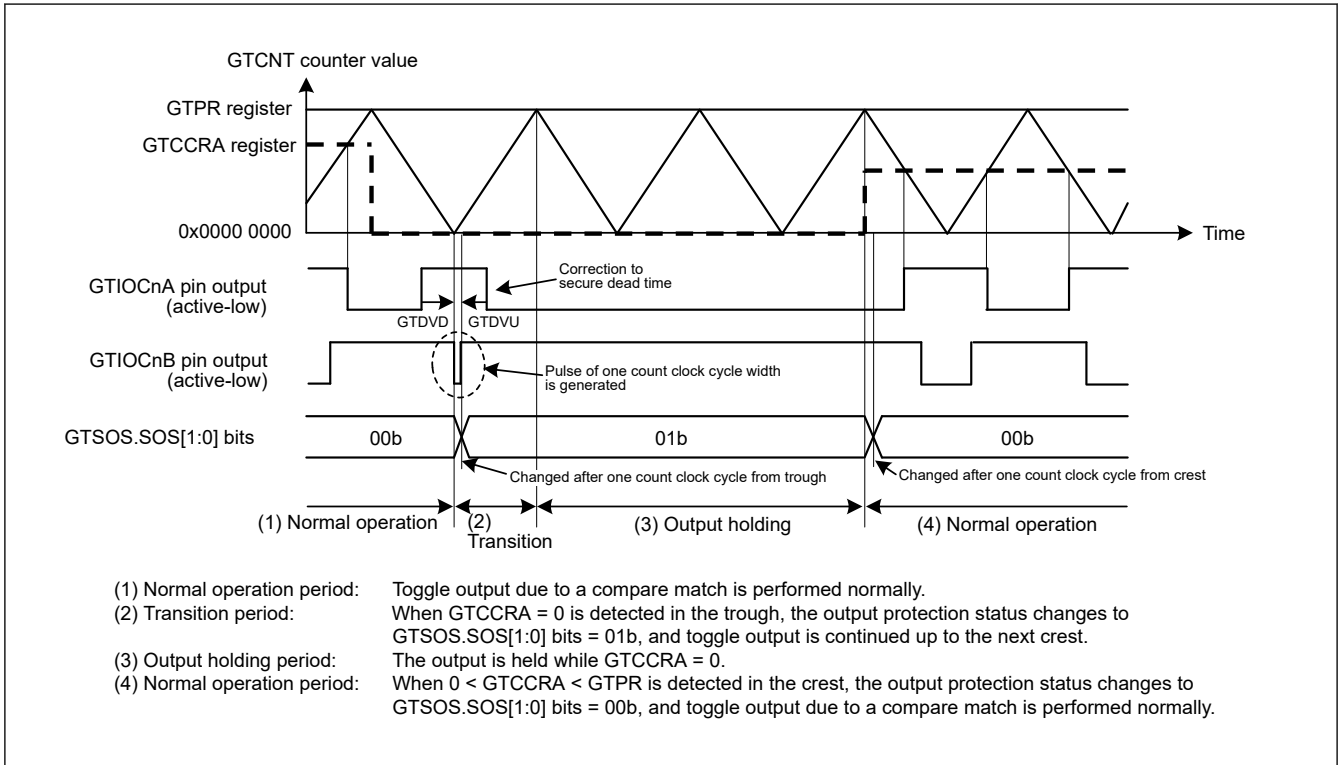 GTCNT counter value
GTPR register
GTCCRA register
0x0000 0000
Time
GTIOCnA pin output
(active-low)
Correction to
secure dead time
GTDVD
GTDVU
GTIOCnB pin output
(active-low)
Pulse of one count clock cycle width
is generated
GTSOS.SOS[1:0] bits
00b
01b
00b
Changed after one count clock cycle from trough
Changed after one count clock cycle from crest
(1) Normal operation
(2)
Transition
(3) Output holding
(4) Normal operation
(1) Normal operation period: Toggle output due to a compare match is performed normally.
(2) Transition period: When GTCCRA = 0 is detected in the trough, the output protection status changes to
GTSOS.SOS[1:0] bits = 01b, and toggle output is continued up to the next crest.
(3) Output holding period: The output is held while GTCCRA = 0.
(4) Normal operation period: When 0 < GTCCRA < GTPR is detected in the crest, the output protection status changes to
GTSOS.SOS[1:0] bits = 00b, and toggle output due to a compare match is performed normally.